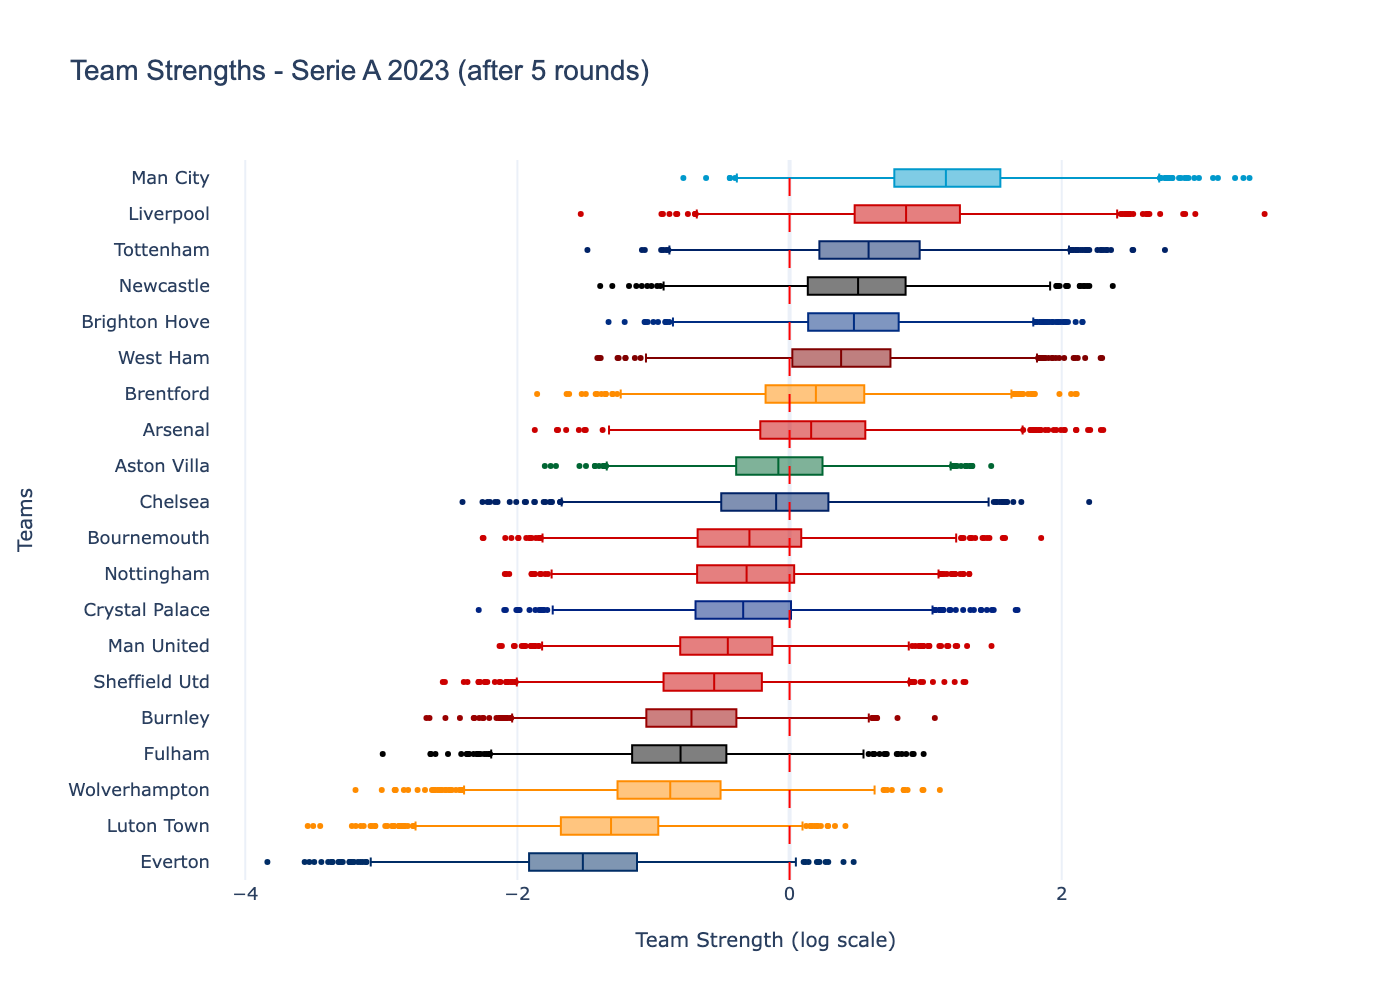 Team Strengths - Serie A 2023 (after 5 rounds)
Teams
Man City
Liverpool
Tottenham
Newcastle
Brighton Hove
West Ham
Brentford
Arsenal
Aston Villa
Chelsea
Bournemouth
Nottingham
Crystal Palace
Man United
Sheffield Utd
Burnley
Fulham
Wolverhampton
Luton Town
Everton
−4 −2 0 2
Team Strength (log scale)